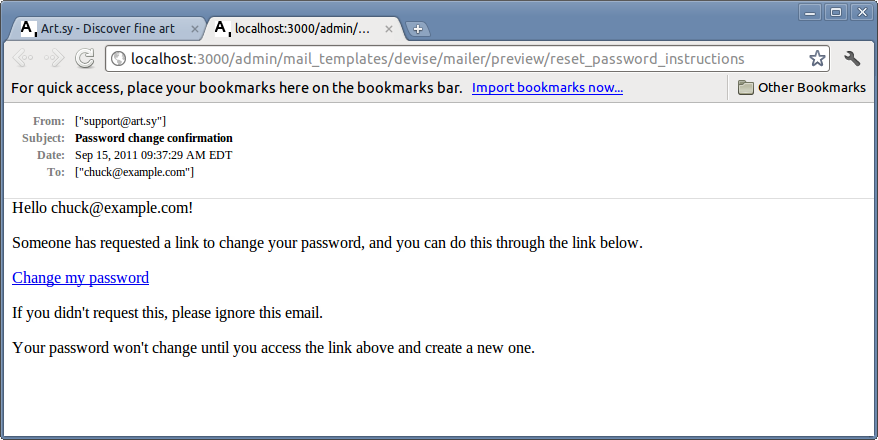 Art.sy - Discover fine art
localhost:3000/admin/...
localhost:3000/admin/mail_templates/devise/mailer/preview/reset_password_instructions
For quick access, place your bookmarks here on the bookmarks bar. Import bookmarks now... Other Bookmarks
From: ["support@art.sy"]
Subject: Password change confirmation
Date: Sep 15, 2011 09:37:29 AM EDT
To: ["chuck@example.com"]
Hello chuck@example.com!
Someone has requested a link to change your password, and you can do this through the link below.
Change my password
If you didn't request this, please ignore this email.
Your password won't change until you access the link above and create a new one.